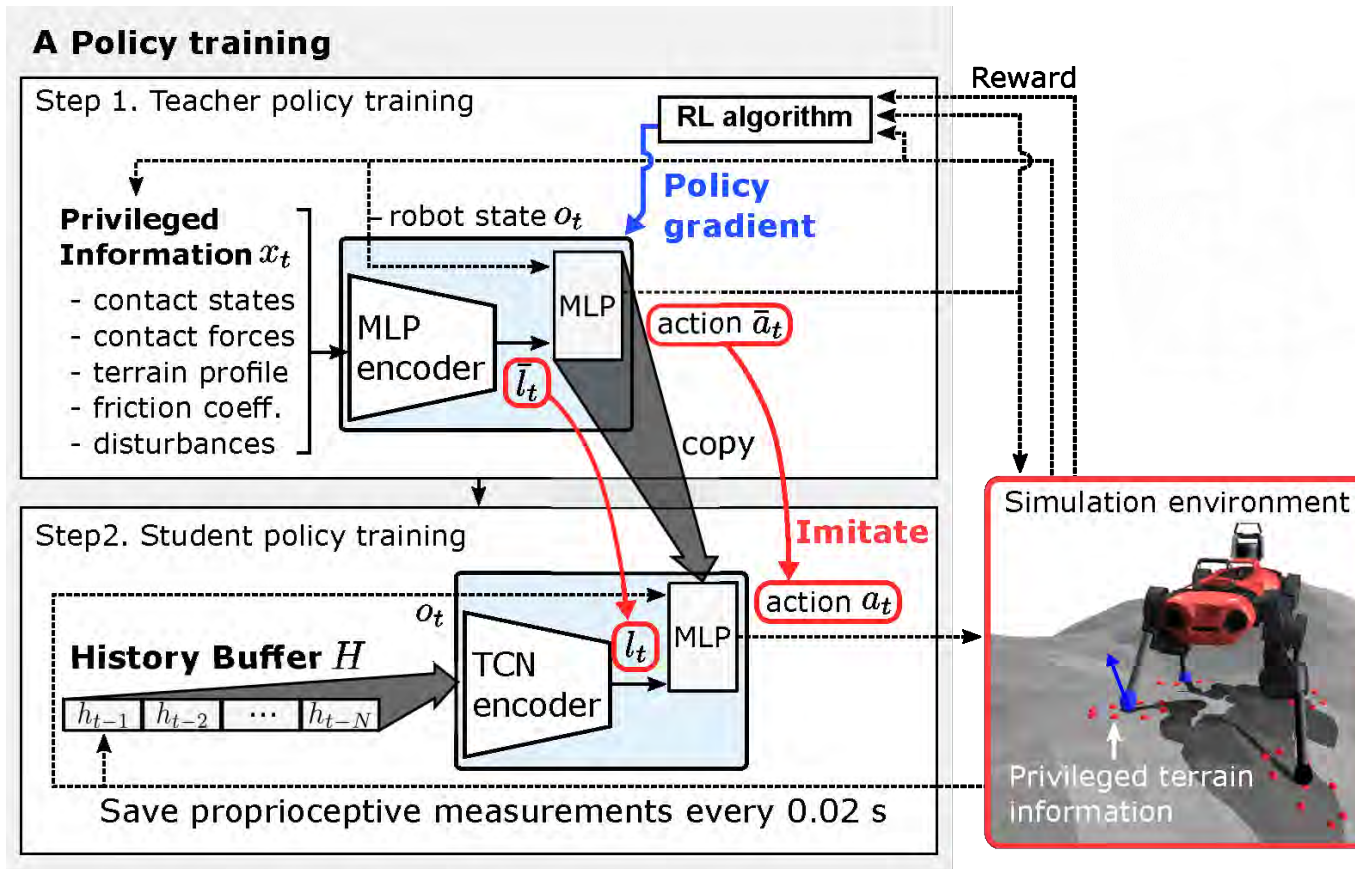 A Policy training
Step 1. Teacher policy training
Reward
RL algorithm
Policy
gradient
Privileged
Information x_t
- contact states
- contact forces
- terrain profile
- friction coeff.
- disturbances
robot state o_t
MLP
encoder
MLP
l̄_t
action ā_t
copy
Step2. Student policy training
Imitate
o_t
History Buffer H
h_{t-1} h_{t-2} ... h_{t-N}
TCN
encoder
l_t
MLP
action a_t
Save proprioceptive measurements every 0.02 s
Simulation environment
Privileged terrain
information